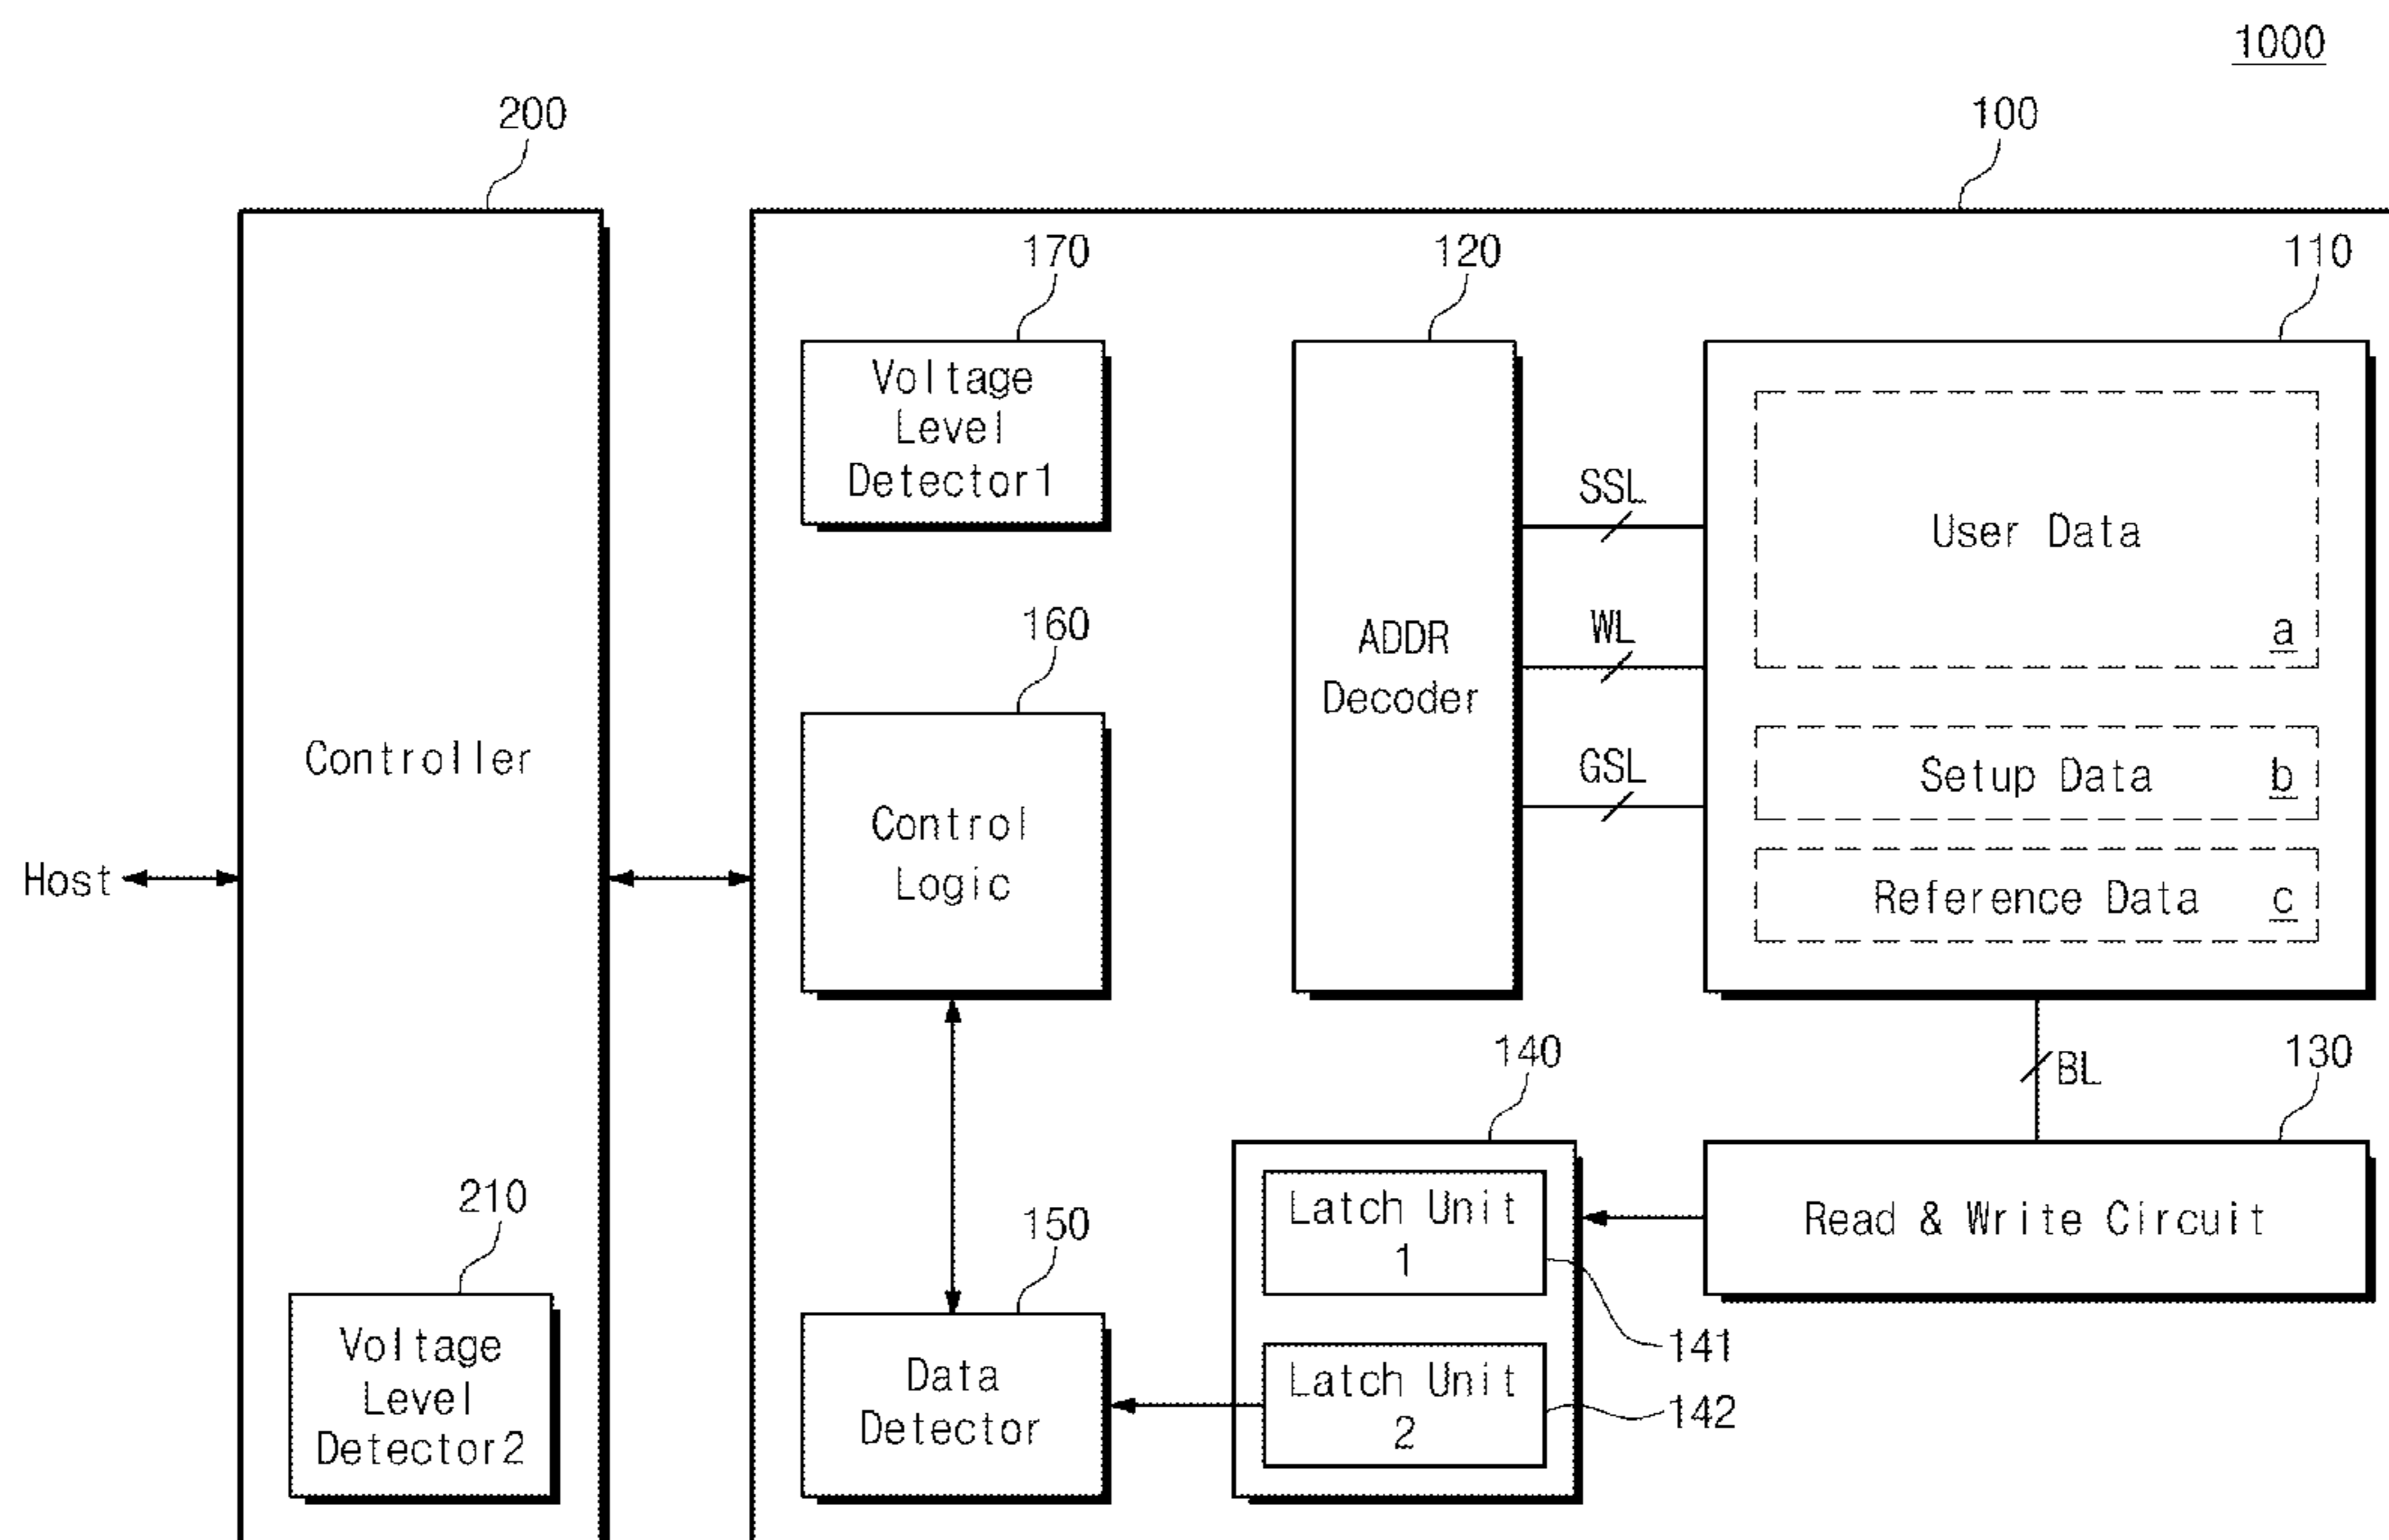 1000
200
100
170
120
110
Voltage
Level
Detector1
SSL
User Data
a
160
WL
ADDR
Decoder
GSL
Setup Data b
Controller
Control
Logic
Host
Reference Data c
140
BL
130
210
150
Latch Unit
1
Read & Write Circuit
141
Voltage
Level
Detector2
Data
Detector
Latch Unit
2
142